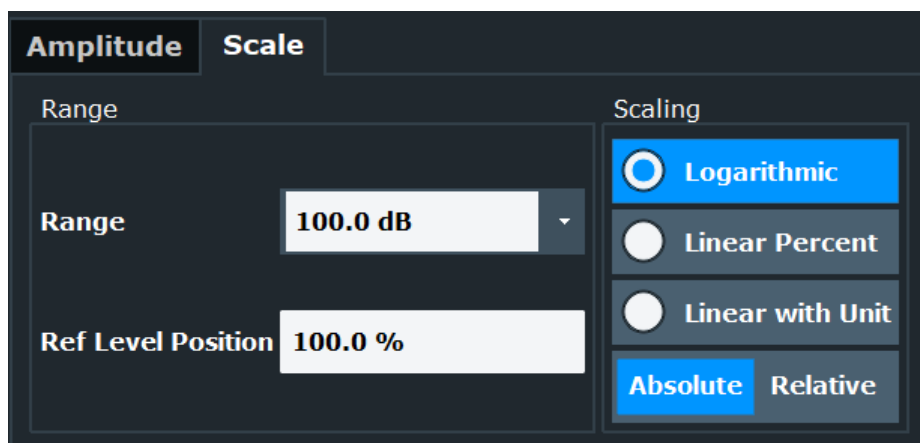 Amplitude Scale
Range
Range 100.0 dB
Ref Level Position 100.0 %
Scaling
Logarithmic
Linear Percent
Linear with Unit
Absolute Relative